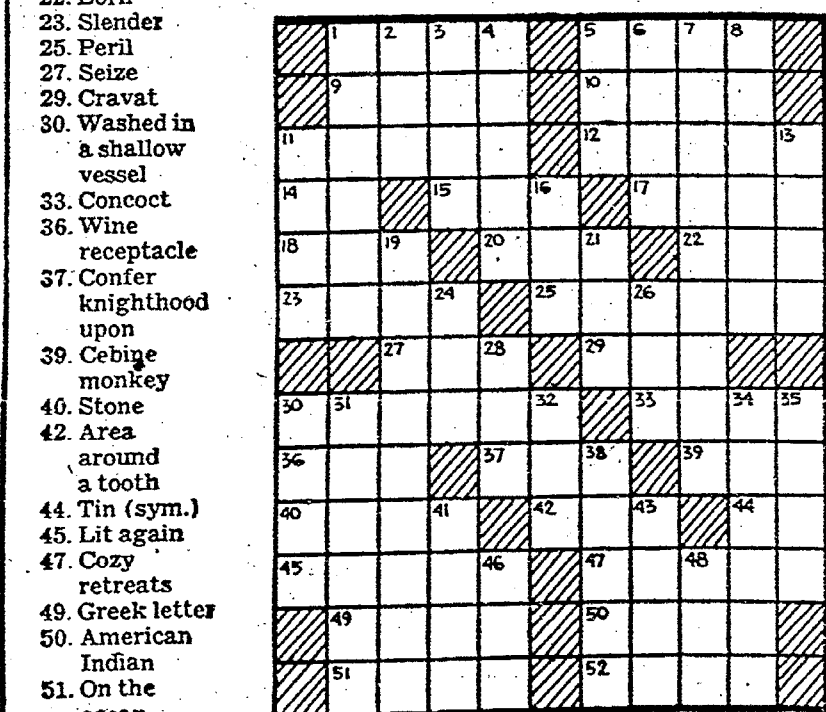 22. Born
23. Slender
25. Peril
27. Seize
29. Cravat
30. Washed in
a shallow
vessel
33. Concoct
36. Wine
receptacle
37. Confer
knighthood
upon
39. Cebine
monkey
40. Stone
42. Area
around
a tooth
44. Tin (sym.)
45. Lit again
47. Cozy
retreats
49. Greek letter
50. American
Indian
51. On the
1 2 3 4 5 6 7 8
9 10
11 12 13
14 15 16 17
18 19 20 21 22
23 24 25 26
27 28 29
30 31 32 33 34 35
36 37 38 39
40 41 42 43 44
45 46 47 48
49 50
51 52